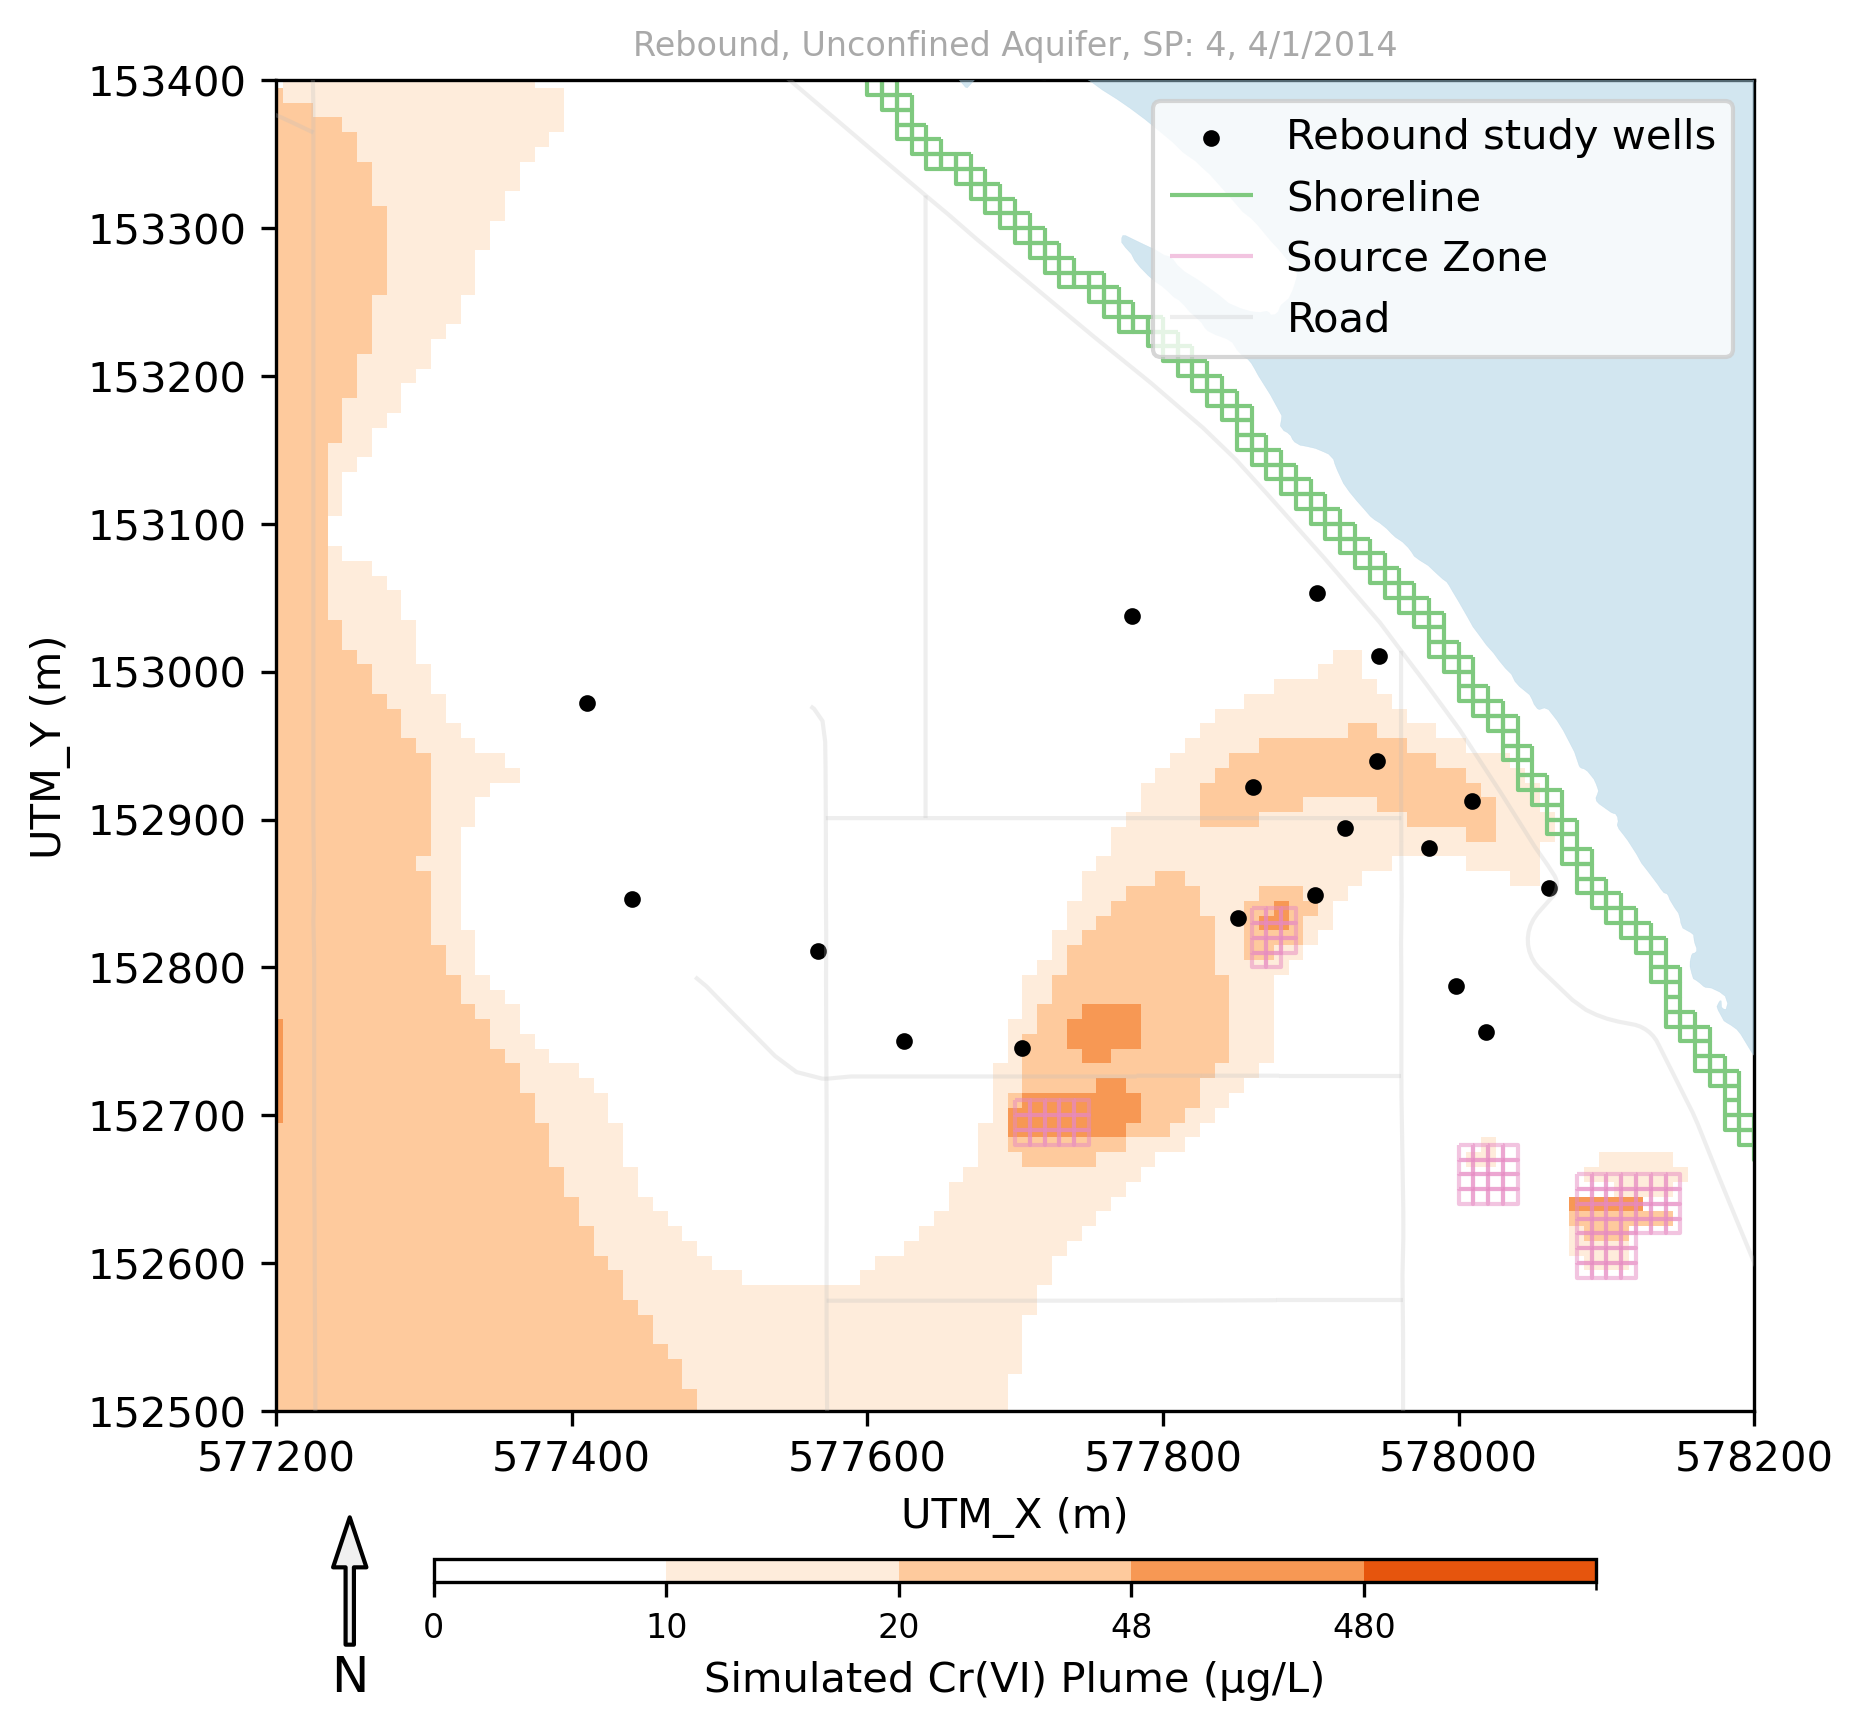 Rebound, Unconfined Aquifer, SP: 4, 4/1/2014
Rebound study wells
Shoreline
Source Zone
Road
153400
153300
153200
153100
153000
152900
152800
152700
152600
152500
UTM_Y (m)
577200 577400 577600 577800 578000 578200
UTM_X (m)
0 10 20 48 480
N
Simulated Cr(VI) Plume (μg/L)